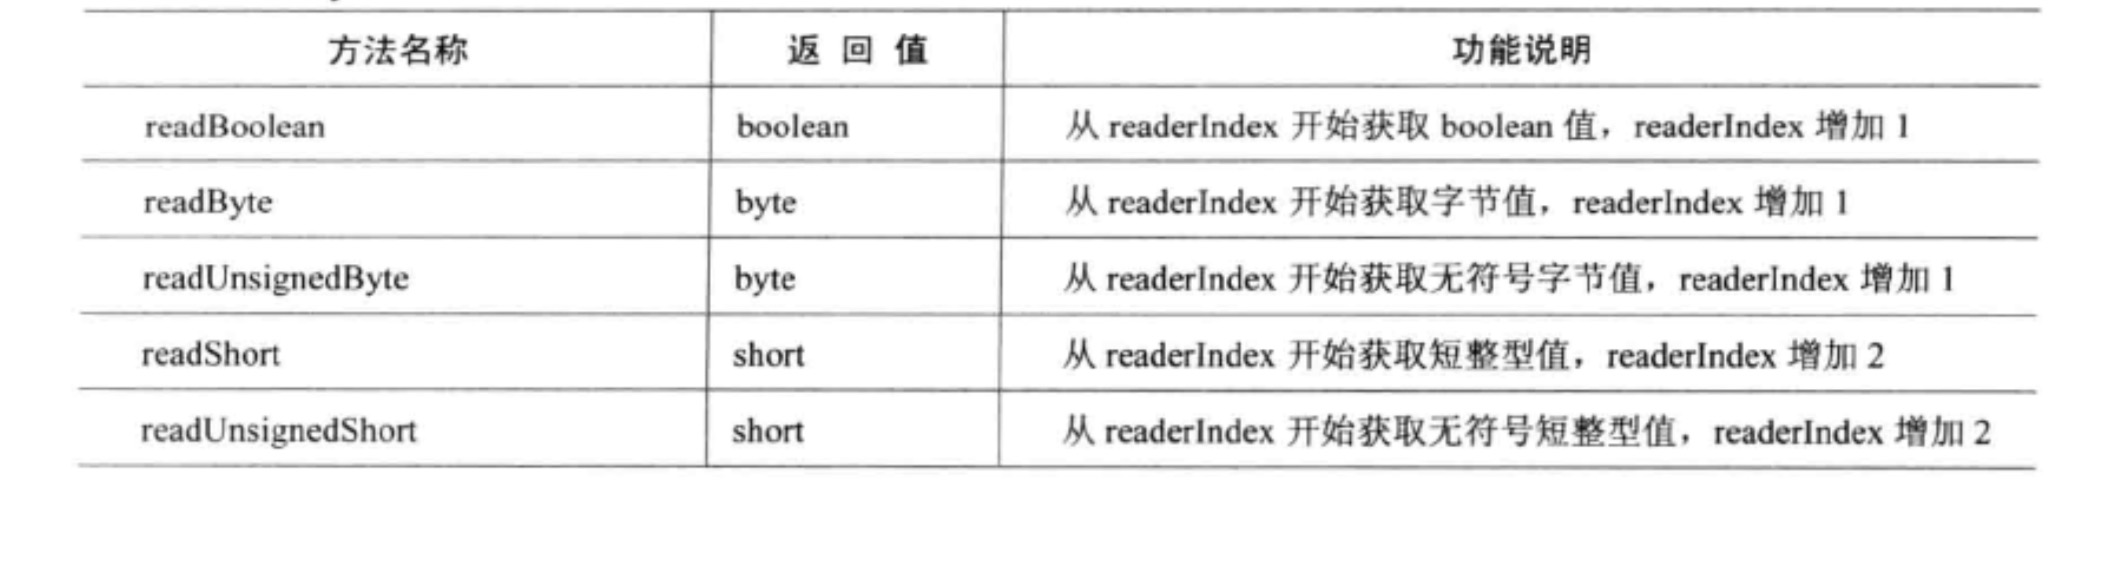 方法名称 返回值 功能说明
readBoolean boolean 从 readerIndex 开始获取 boolean 值，readerIndex 增加 1
readByte byte 从 readerIndex 开始获取字节值，readerIndex 增加 1
readUnsignedByte byte 从 readerIndex 开始获取无符号字节值，readerIndex 增加 1
readShort short 从 readerIndex 开始获取短整型值，readerIndex 增加 2
readUnsignedShort short 从 readerIndex 开始获取无符号短整型值，readerIndex 增加 2